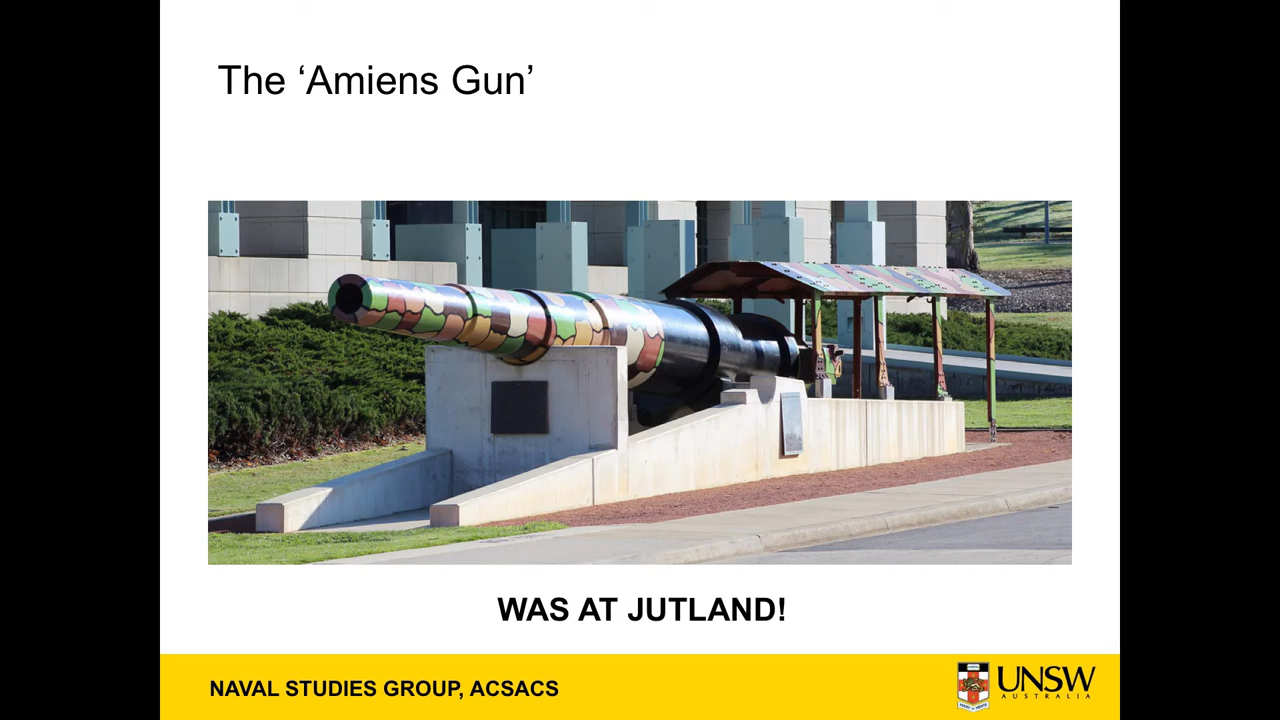 The ‘Amiens Gun’
WAS AT JUTLAND!
NAVAL STUDIES GROUP, ACSACS
UNSW
AUSTRALIA